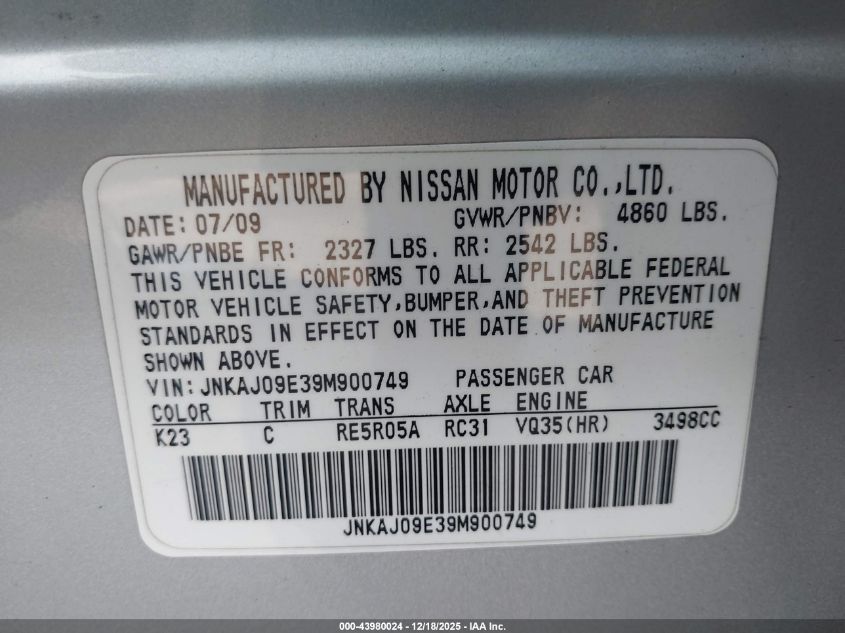 MANUFACTURED BY NISSAN MOTOR CO.,LTD.
DATE: 07/09 GVWR/PNBV: 4860 LBS.
GAWR/PNBE FR: 2327 LBS. RR: 2542 LBS.
THIS VEHICLE CONFORMS TO ALL APPLICABLE FEDERAL
MOTOR VEHICLE SAFETY,BUMPER,AND THEFT PREVENTION
STANDARDS IN EFFECT ON THE DATE OF MANUFACTURE
SHOWN ABOVE.
VIN: JNKAJ09E39M900749 PASSENGER CAR
COLOR TRIM TRANS AXLE ENGINE
K23 C RE5R05A RC31 VQ35(HR) 3498CC
JNKAJ09E39M900749
000-43980024 - 12/18/2025 - IAA Inc.